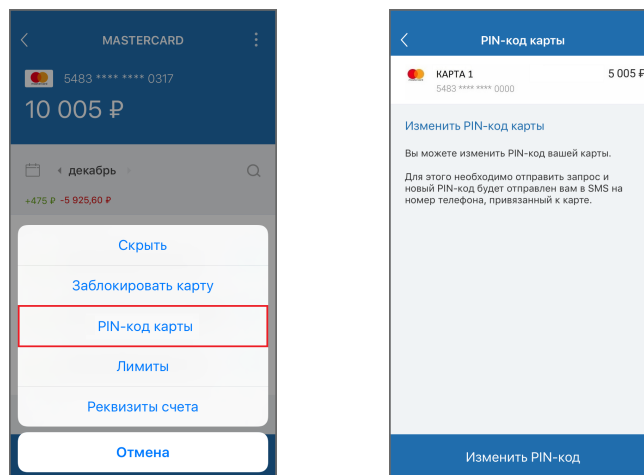 MASTERCARD
5483 **** **** 0317
10 005 ₽
декабрь
+475 ₽ -5 925,60 ₽
Скрыть
Заблокировать карту
PIN-код карты
Лимиты
Реквизиты счета
Отмена
PIN-код карты
КАРТА 1 5 005 ₽
5483 **** **** 0000
Изменить PIN-код карты
Вы можете изменить PIN-код вашей карты.
Для этого необходимо отправить запрос и
новый PIN-код будет отправлен вам в SMS на
номер телефона, привязанный к карте.
Изменить PIN-код